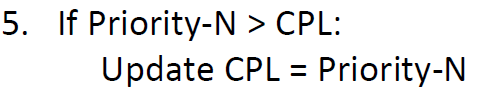 5. If Priority-N > CPL:
Update CPL = Priority-N